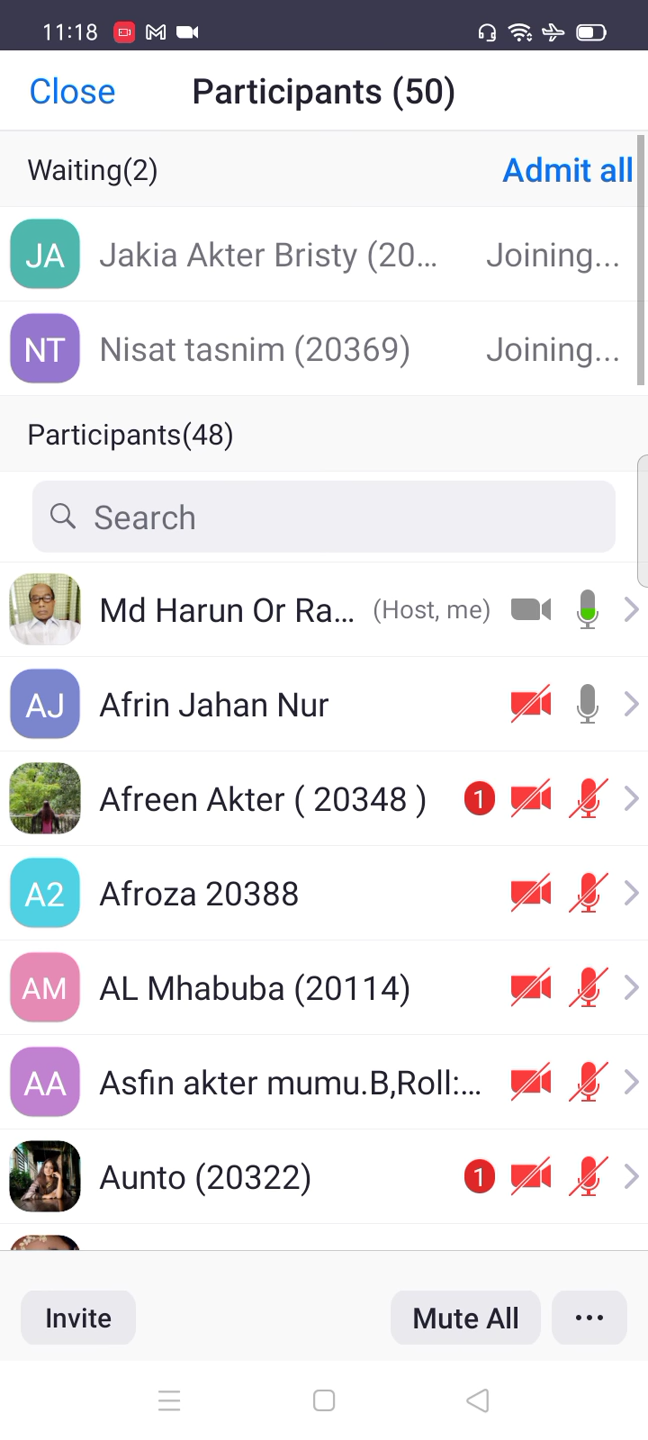 11:18
Close Participants (50)
Waiting(2) Admit all
JA Jakia Akter Bristy (20... Joining...
NT Nisat tasnim (20369) Joining...
Participants(48)
Search
Md Harun Or Ra... (Host, me)
AJ Afrin Jahan Nur
Afreen Akter ( 20348 ) 1
A2 Afroza 20388
AM AL Mhabuba (20114)
AA Asfin akter mumu.B,Roll:...
Aunto (20322) 1
Invite Mute All ...